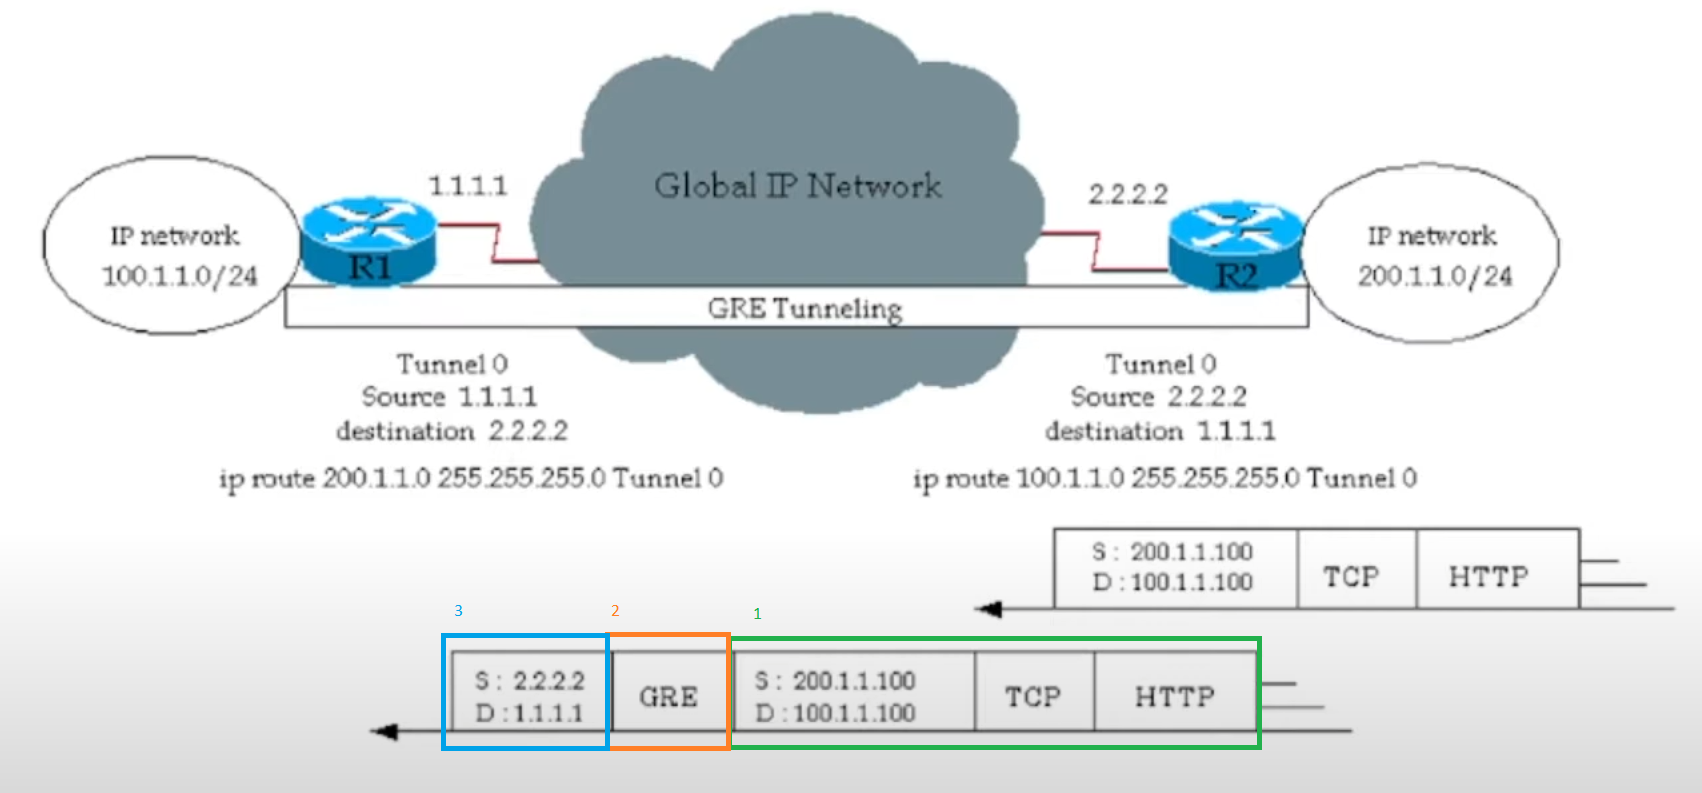 1.1.1.1
Global IP Network
2.2.2.2
IP network
100.1.1.0/24
R1
R2
IP network
200.1.1.0/24
GRE Tunneling
Tunnel 0
Source 1.1.1.1
destination 2.2.2.2
ip route 200.1.1.0 255.255.255.0 Tunnel 0
Tunnel 0
Source 2.2.2.2
destination 1.1.1.1
ip route 100.1.1.0 255.255.255.0 Tunnel 0
S : 200.1.1.100
D : 100.1.1.100
TCP
HTTP
3
2
1
S : 2.2.2.2
D : 1.1.1.1
GRE
S : 200.1.1.100
D : 100.1.1.100
TCP
HTTP